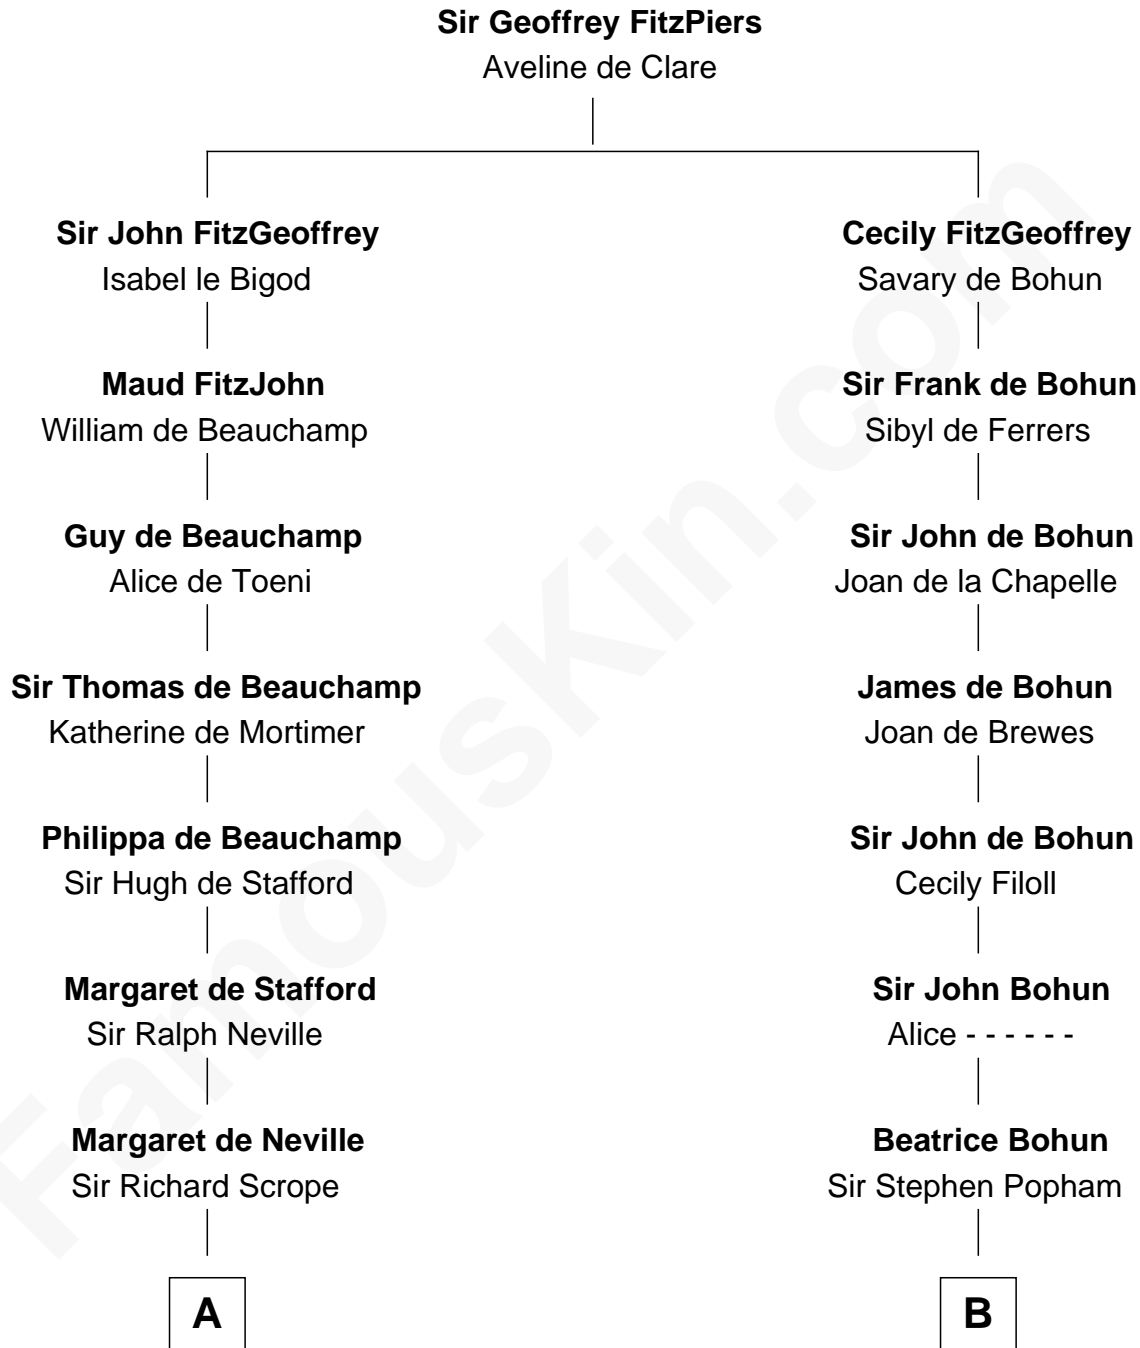 Sir Geoffrey FitzPiers
Aveline de Clare
Sir John FitzGeoffrey
Isabel le Bigod
Maud FitzJohn
William de Beauchamp
Guy de Beauchamp
Alice de Toeni
Sir Thomas de Beauchamp
Katherine de Mortimer
Philippa de Beauchamp
Sir Hugh de Stafford
Margaret de Stafford
Sir Ralph Neville
Margaret de Neville
Sir Richard Scrope
A
Cecily FitzGeoffrey
Savary de Bohun
Sir Frank de Bohun
Sibyl de Ferrers
Sir John de Bohun
Joan de la Chapelle
James de Bohun
Joan de Brewes
Sir John de Bohun
Cecily Filoll
Sir John Bohun
Alice - - - - - -
Beatrice Bohun
Sir Stephen Popham
B
FamousKin.com